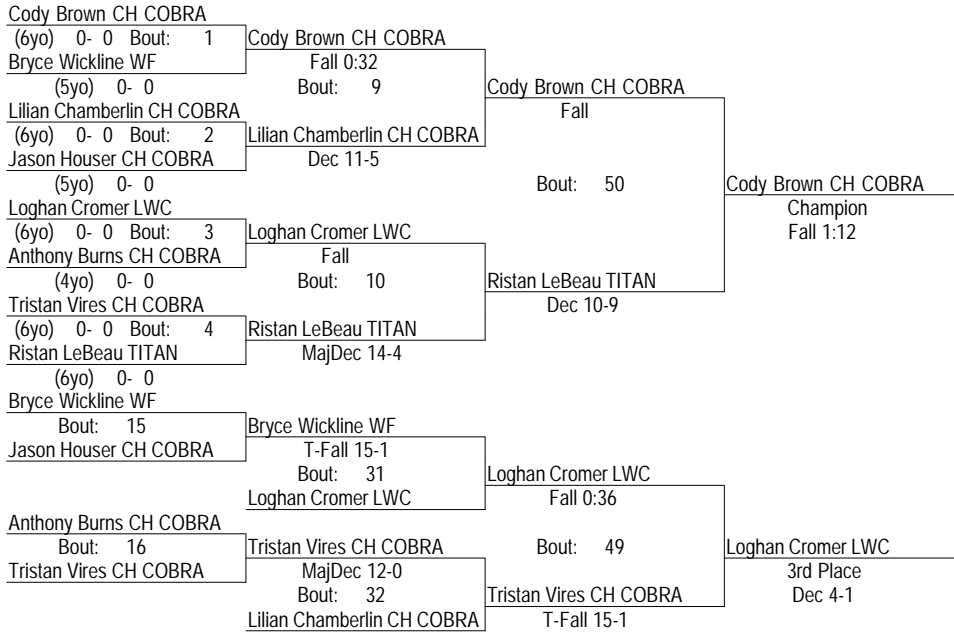 Cody Brown CH COBRA
(6yo) 0- 0 Bout: 1
Cody Brown CH COBRA
Bryce Wickline WF
Fall 0:32
(5yo) 0- 0
Bout: 9
Cody Brown CH COBRA
Lilian Chamberlin CH COBRA
Fall
(6yo) 0- 0 Bout: 2
Lilian Chamberlin CH COBRA
Jason Houser CH COBRA
Dec 11-5
(5yo) 0- 0
Bout: 50
Cody Brown CH COBRA
Loghan Cromer LWC
Champion
(6yo) 0- 0 Bout: 3
Loghan Cromer LWC
Fall 1:12
Anthony Burns CH COBRA
Fall
(4yo) 0- 0
Bout: 10
Ristan LeBeau TITAN
Tristan Vires CH COBRA
Dec 10-9
(6yo) 0- 0 Bout: 4
Ristan LeBeau TITAN
Ristan LeBeau TITAN
MajDec 14-4
(6yo) 0- 0
Bryce Wickline WF
Bout: 15
Bryce Wickline WF
Jason Houser CH COBRA
T-Fall 15-1
Bout: 31
Loghan Cromer LWC
Loghan Cromer LWC
Fall 0:36
Anthony Burns CH COBRA
Bout: 16
Tristan Vires CH COBRA
Bout: 49
Loghan Cromer LWC
Tristan Vires CH COBRA
MajDec 12-0
3rd Place
Bout: 32
Tristan Vires CH COBRA
Dec 4-1
Lilian Chamberlin CH COBRA
T-Fall 15-1